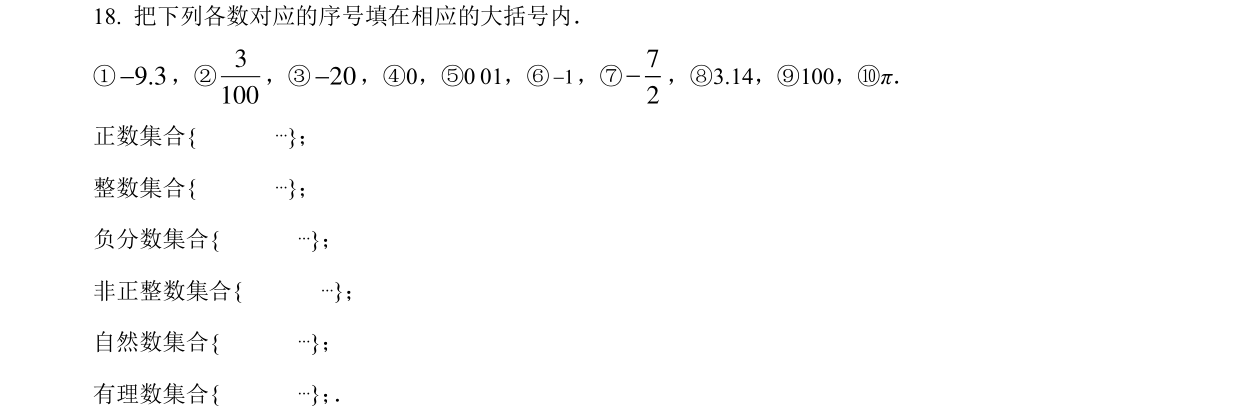 18. 把下列各数对应的序号填在相应的大括号内．
①−9.3，②3/100，③−20，④0，⑤0 01，⑥−1，⑦−7/2，⑧3.14，⑨100，⑩π．
正数集合{ …}；
整数集合{ …}；
负分数集合{ …}；
非正整数集合{ …}；
自然数集合{ …}；
有理数集合{ …}；．